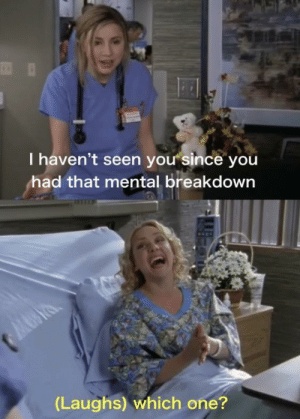 I haven't seen you since you
had that mental breakdown
(Laughs) which one?